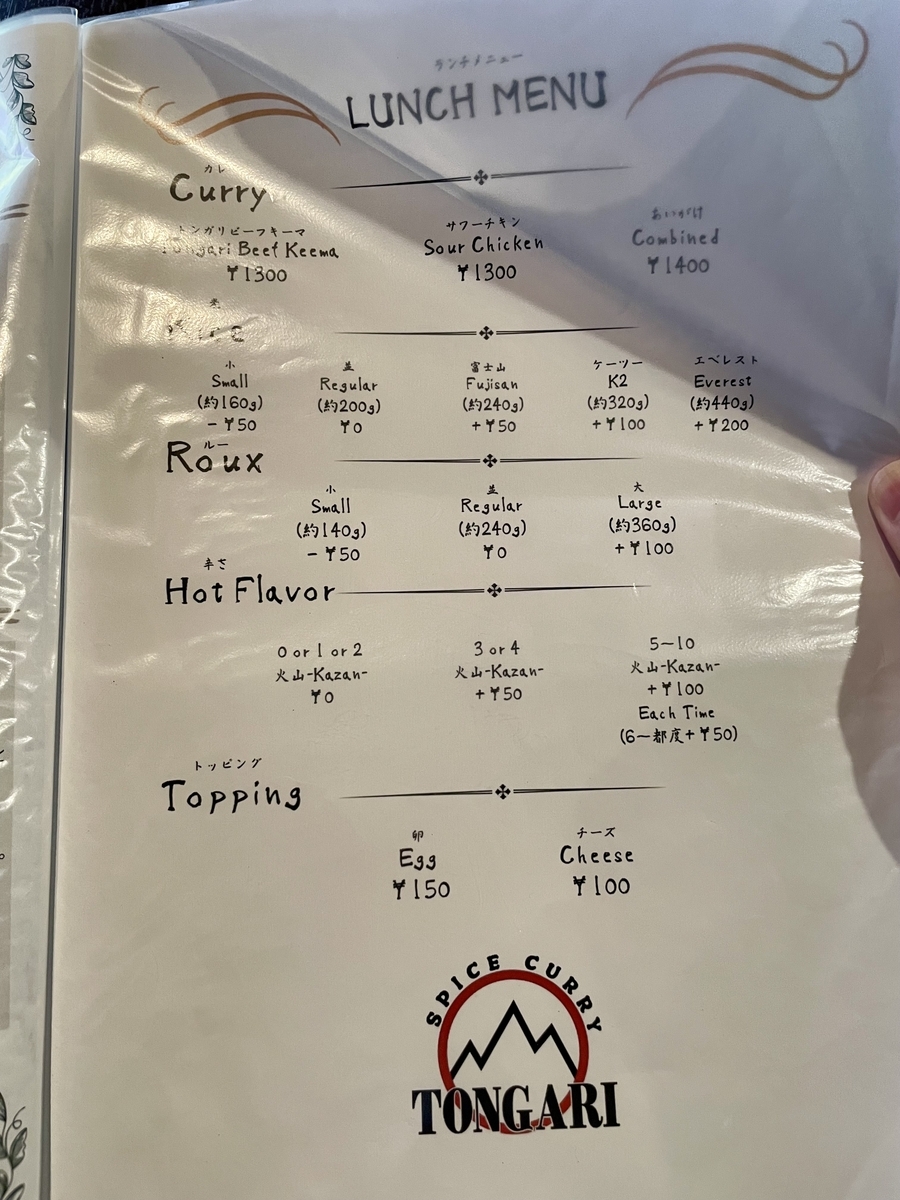 ランチメニュー
LUNCH MENU
カレ
Curry
トンガリビーフキーマ
Tongari Beef Keema
¥1300
サワーチキン
Sour Chicken
¥1300
あいがけ
Combined
¥1400
米
Rice
小
Small
(約160g)
-¥50
並
Regular
(約200g)
¥0
富士山
Fujisan
(約240g)
+¥50
ケーツー
K2
(約320g)
+¥100
エベレスト
Everest
(約440g)
+¥200
ルー
Roux
小
Small
(約140g)
-¥50
並
Regular
(約240g)
¥0
大
Large
(約360g)
+¥100
辛さ
Hot Flavor
0 or 1 or 2
火山-Kazan-
¥0
3 or 4
火山-Kazan-
+¥50
5~10
火山-Kazan-
+¥100
Each Time
(6~都度+¥50)
トッピング
Topping
卵
Egg
¥150
チーズ
Cheese
¥100
SPICE CURRY
TONGARI